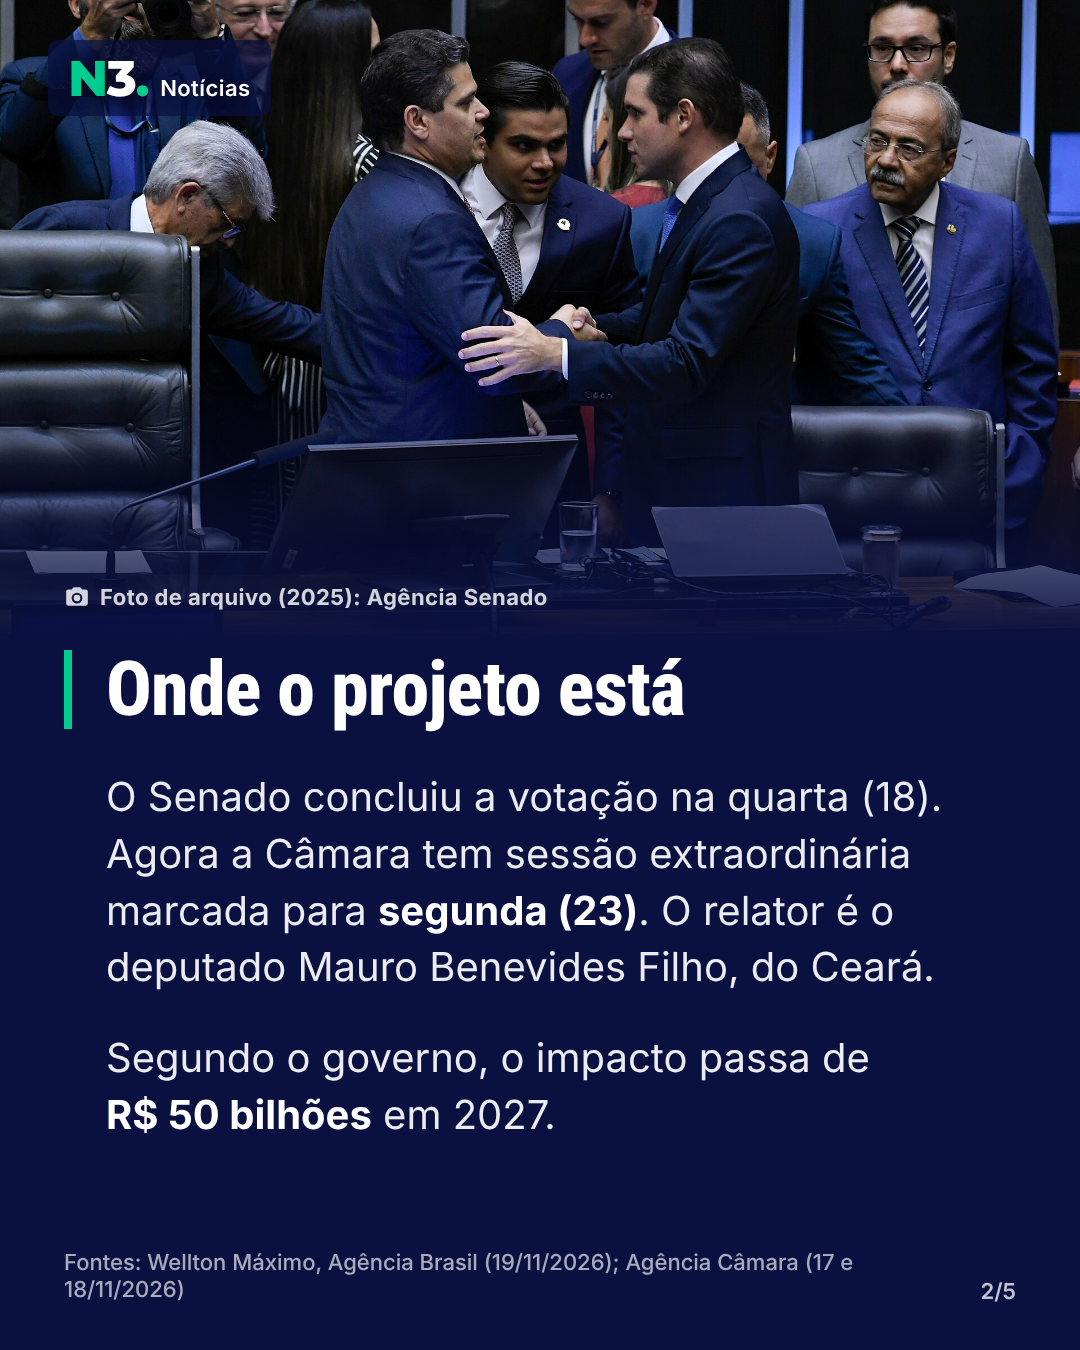 N3. Notícias
Foto de arquivo (2025): Agência Senado
Onde o projeto está
O Senado concluiu a votação na quarta (18).
Agora a Câmara tem sessão extraordinária
marcada para segunda (23). O relator é o
deputado Mauro Benevides Filho, do Ceará.
Segundo o governo, o impacto passa de
R$ 50 bilhões em 2027.
Fontes: Wellton Máximo, Agência Brasil (19/11/2026); Agência Câmara (17 e
18/11/2026)
2/5